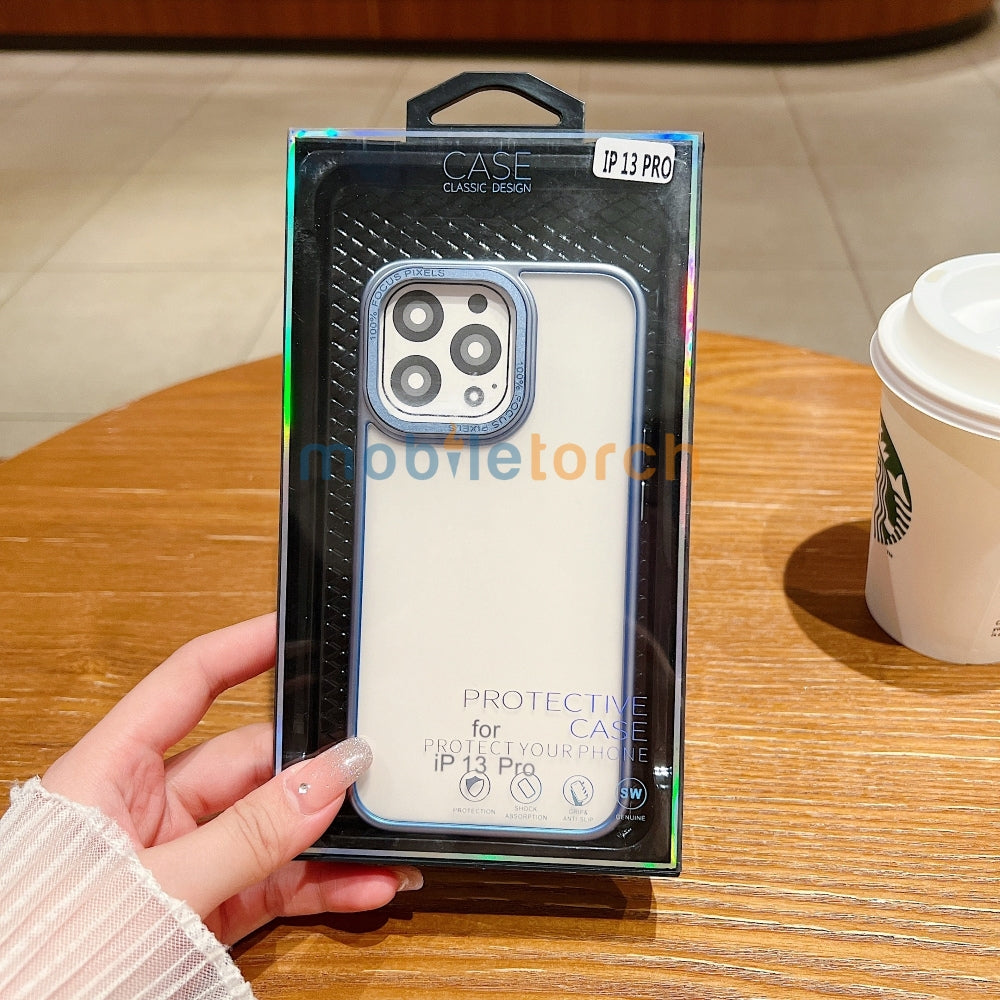 CASE
CLASSIC DESIGN
IP 13 PRO
100% FOCUS PIXELS
100% FOCUS PIXELS
mobiletorch
PROTECTIVE
CASE
for
PROTECT YOUR PHONE
iP 13 Pro
PROTECTION
SHOCK
ABSORPTION
GRIP&
ANTI SLIP
SW
GENUINE
TM